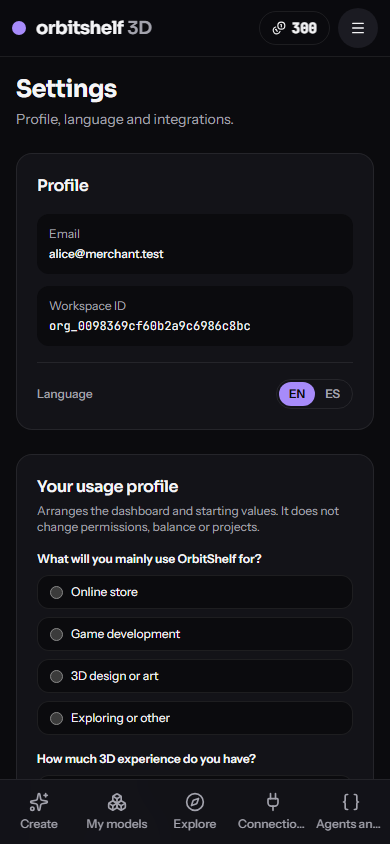 orbitshelf 3D
300
Settings
Profile, language and integrations.
Profile
Email
alice@merchant.test
Workspace ID
org_0098369cf60b2a9c6986c8bc
Language
EN
ES
Your usage profile
Arranges the dashboard and starting values. It does not
change permissions, balance or projects.
What will you mainly use OrbitShelf for?
Online store
Game development
3D design or art
Exploring or other
How much 3D experience do you have?
Create
My models
Explore
Connectio...
Agents an...